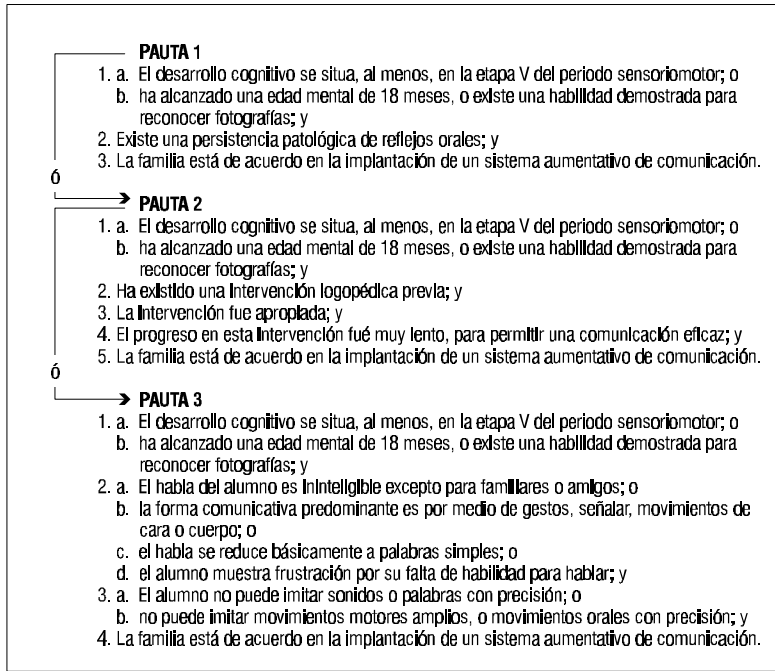 PAUTA 1
1. a. El desarrollo cognitivo se situa, al menos, en la etapa V del periodo sensoriomotor; o
b. ha alcanzado una edad mental de 18 meses, o existe una habilidad demostrada para
reconocer fotografías; y
2. Existe una persistencia patológica de reflejos orales; y
3. La familia está de acuerdo en la implantación de un sistema aumentativo de comunicación.
ó
PAUTA 2
1. a. El desarrollo cognitivo se situa, al menos, en la etapa V del periodo sensoriomotor; o
b. ha alcanzado una edad mental de 18 meses, o existe una habilidad demostrada para
reconocer fotografías; y
2. Ha existido una intervención logopédica previa; y
3. La intervención fue apropiada; y
4. El progreso en esta intervención fué muy lento, para permitir una comunicación eficaz; y
5. La familia está de acuerdo en la implantación de un sistema aumentativo de comunicación.
Ó
PAUTA 3
1. a. El desarrollo cognitivo se situa, al menos, en la etapa V del periodo sensoriomotor; o
b. ha alcanzado una edad mental de 18 meses, o existe una habilidad demostrada para
reconocer fotografías; y
2. a. El habla del alumno es ininteligible excepto para familiares o amigos; o
b. la forma comunicativa predominante es por medio de gestos, señalar, movimientos de
cara o cuerpo; o
c. el habla se reduce básicamente a palabras simples; o
d. el alumno muestra frustración por su falta de habilidad para hablar; y
3. a. El alumno no puede imitar sonidos o palabras con precisión; o
b. no puede imitar movimientos motores amplios, o movimientos orales con precisión; y
4. La familia está de acuerdo en la implantación de un sistema aumentativo de comunicación.